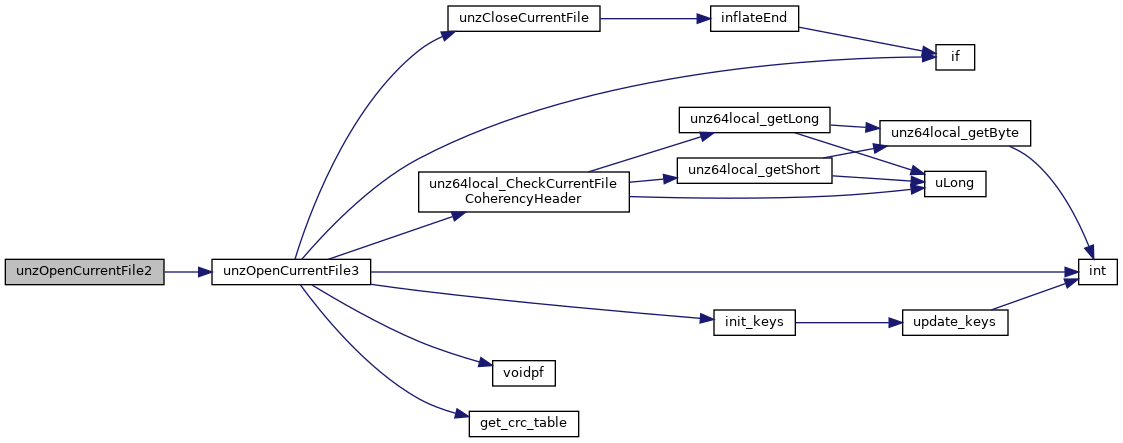 unzCloseCurrentFile
inflateEnd
if
unz64local_getLong
unz64local_getByte
unz64local_getShort
uLong
unz64local_CheckCurrentFile
CoherencyHeader
unzOpenCurrentFile2
unzOpenCurrentFile3
int
init_keys
update_keys
voidpf
get_crc_table